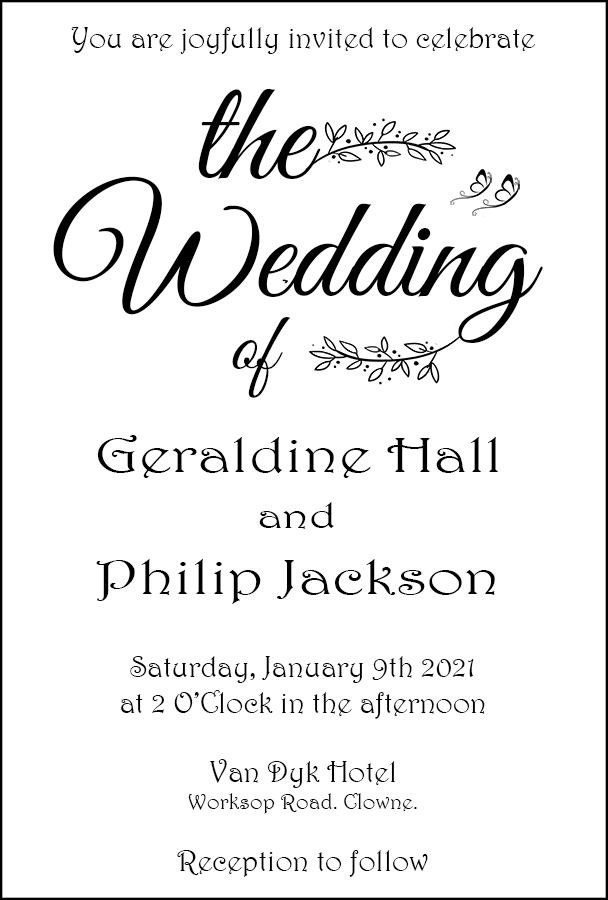 You are joyfully invited to celebrate
the
Wedding
of
Geraldine Hall
and
Philip Jackson
Saturday, January 9th 2021
at 2 O'Clock in the afternoon
Van Dyk Hotel
Worksop Road. Clowne.
Reception to follow